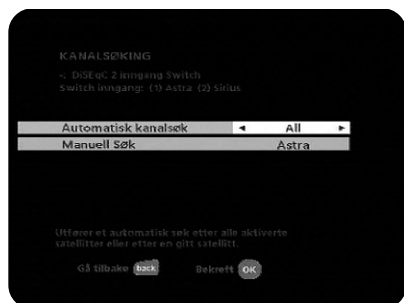 KANALSØKING
-: DiSEqC 2 inngang Switch
Switch inngang: (1) Astra (2) Sirius
Automatisk kanalsøk ◄ All ►
Manuell Søk Astra
Utfører et automatisk søk etter alle aktiverte
satellitter eller etter en gitt satellitt.
Gå tilbake back Bekreft OK